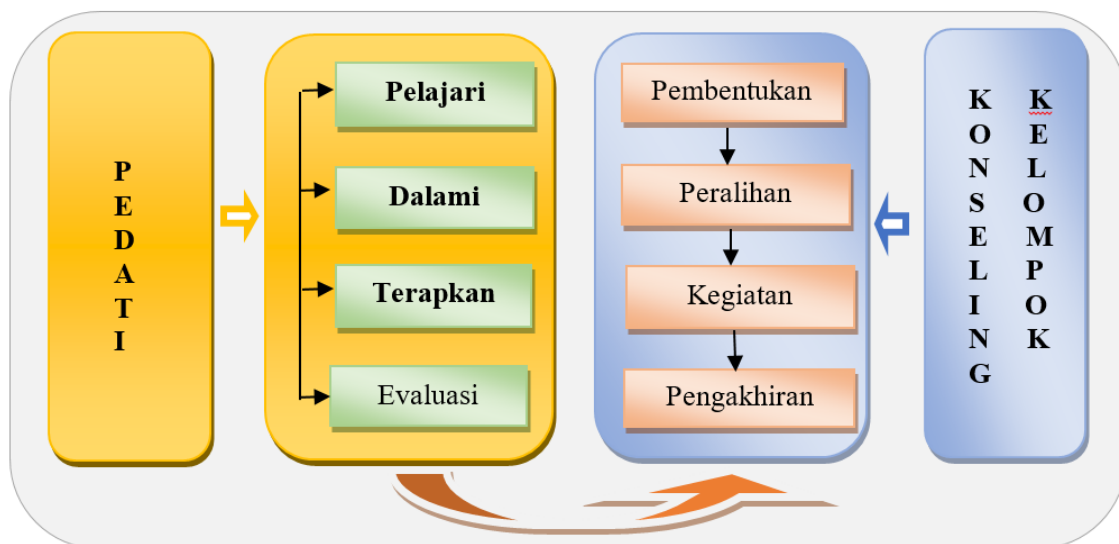 PEDATI
Pelajari
Dalami
Terapkan
Evaluasi
Pembentukan
Peralihan
Kegiatan
Pengakhiran
KONSELING
KELOMPOK